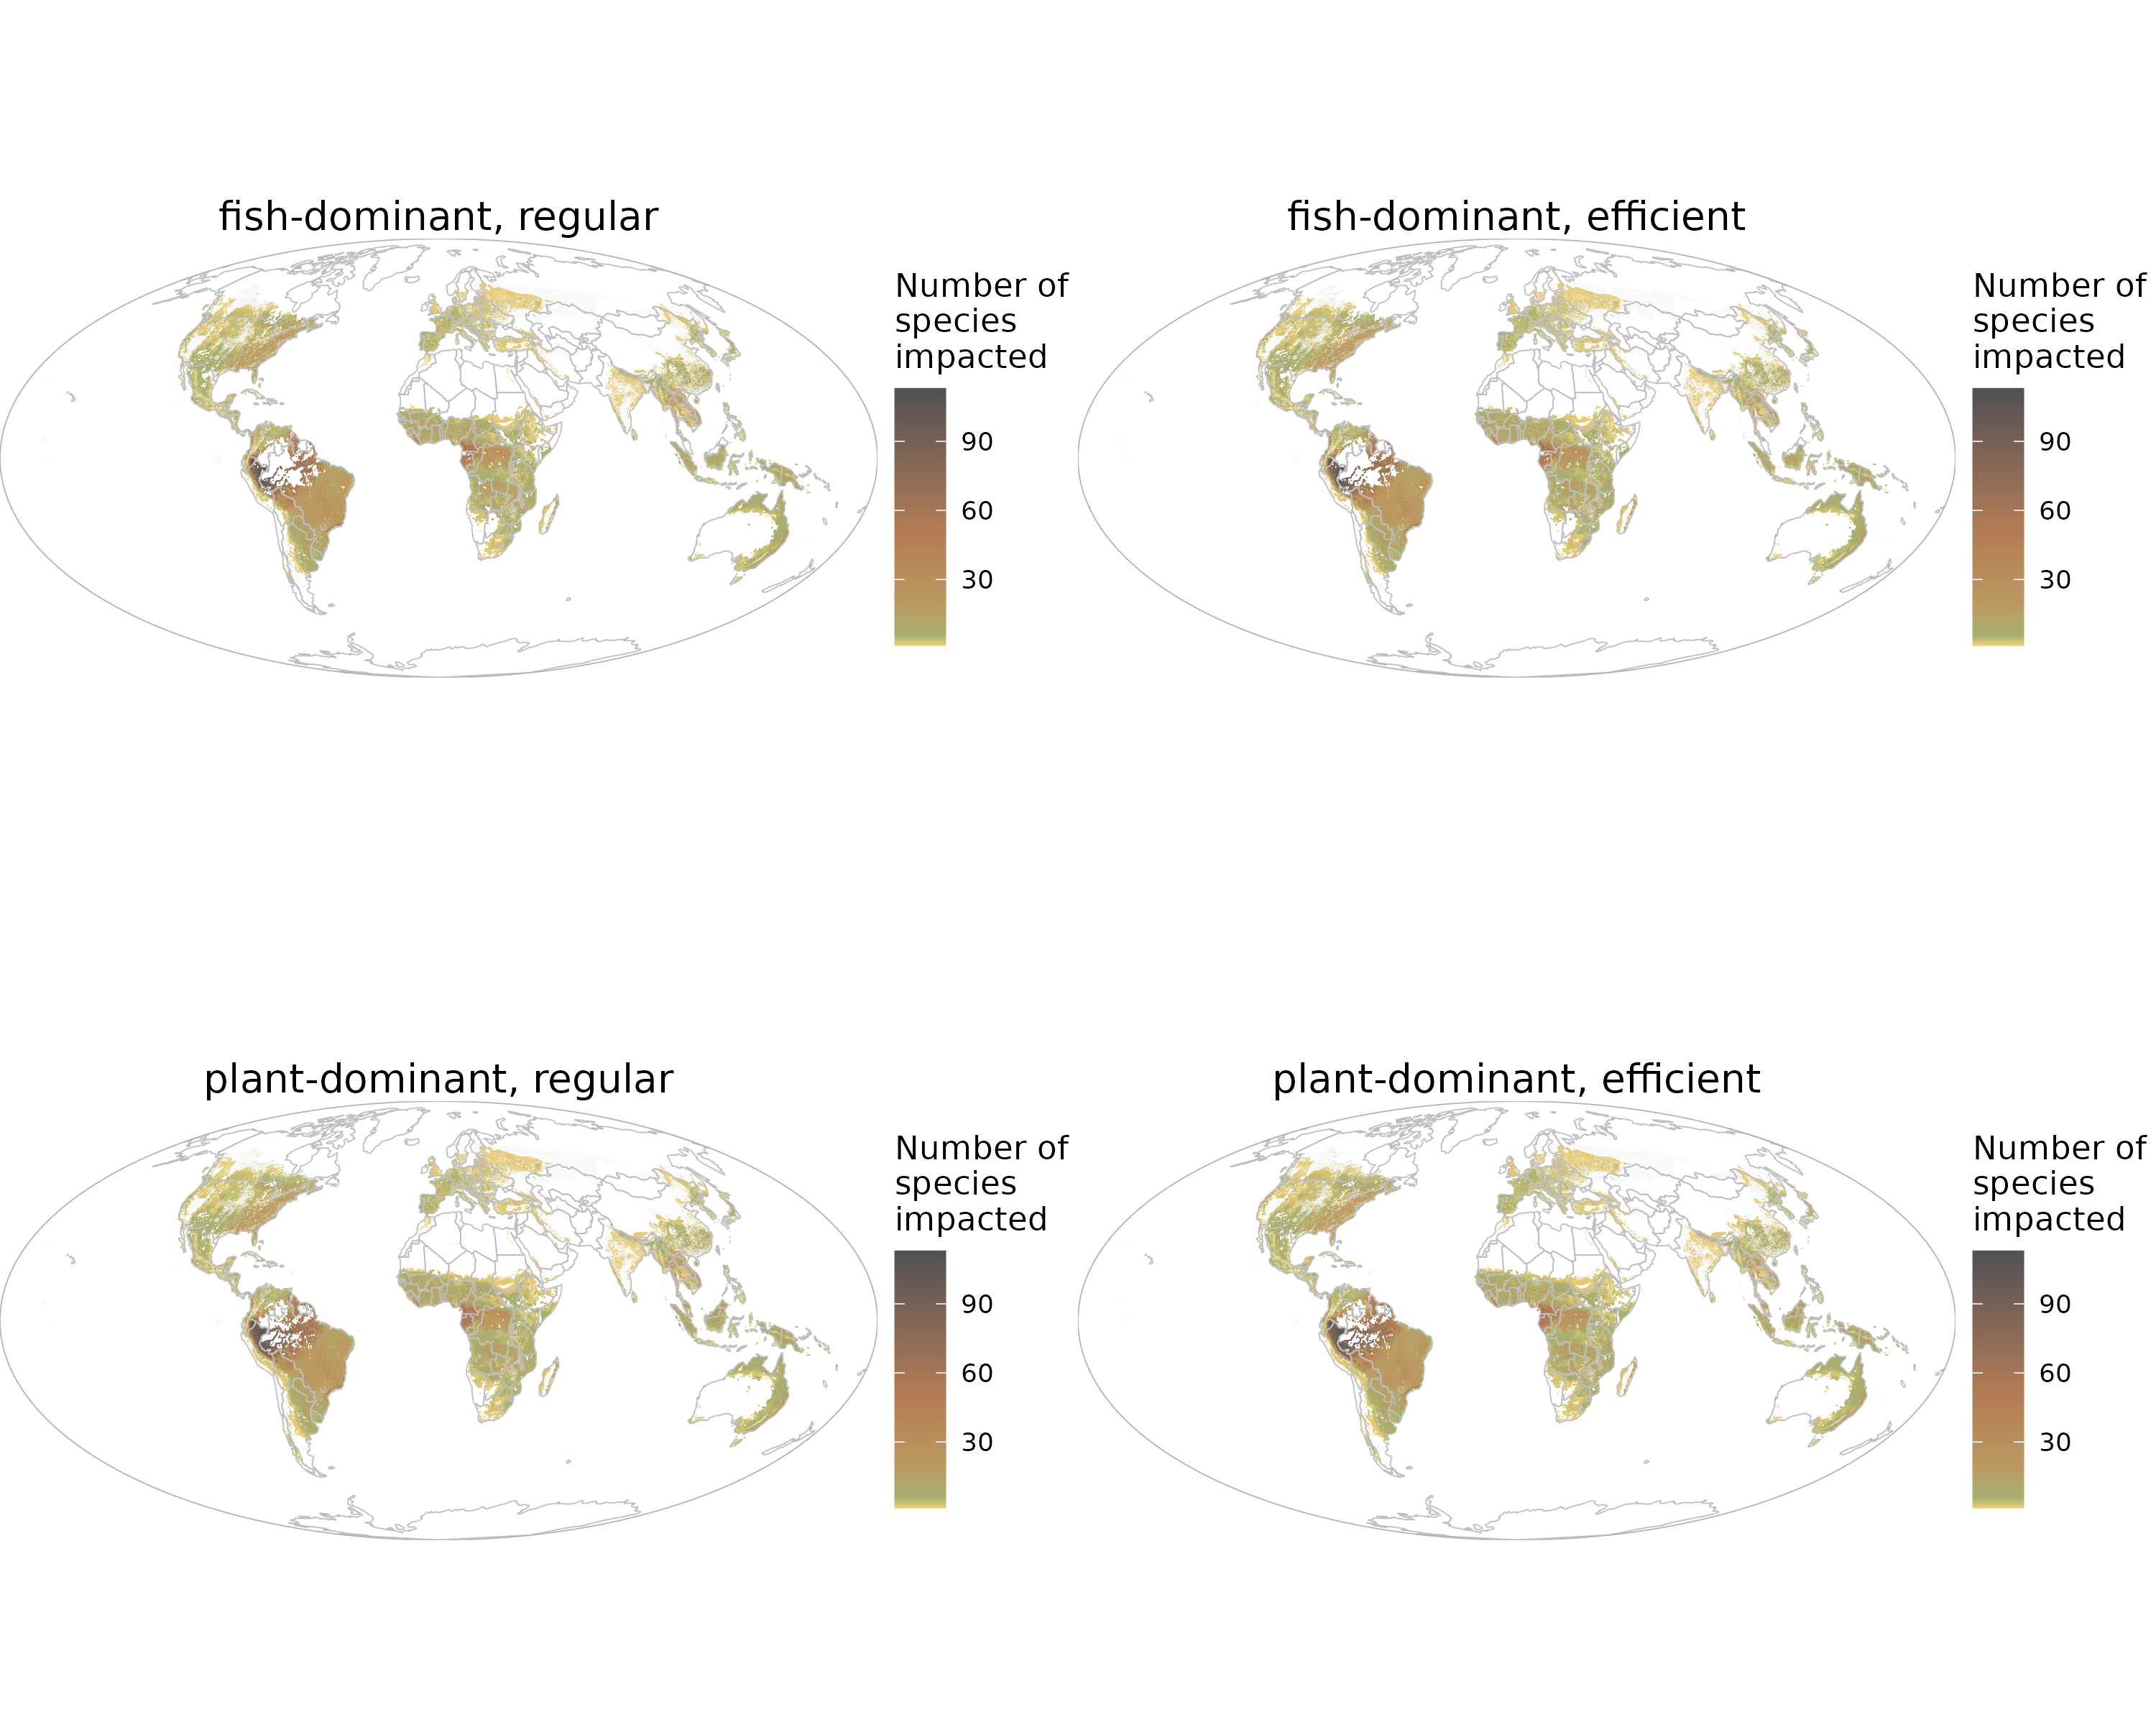 fish-dominant, regular
Number of
species
impacted
90
60
30
fish-dominant, efficient
Number of
species
impacted
90
60
30
plant-dominant, regular
Number of
species
impacted
90
60
30
plant-dominant, efficient
Number of
species
impacted
90
60
30